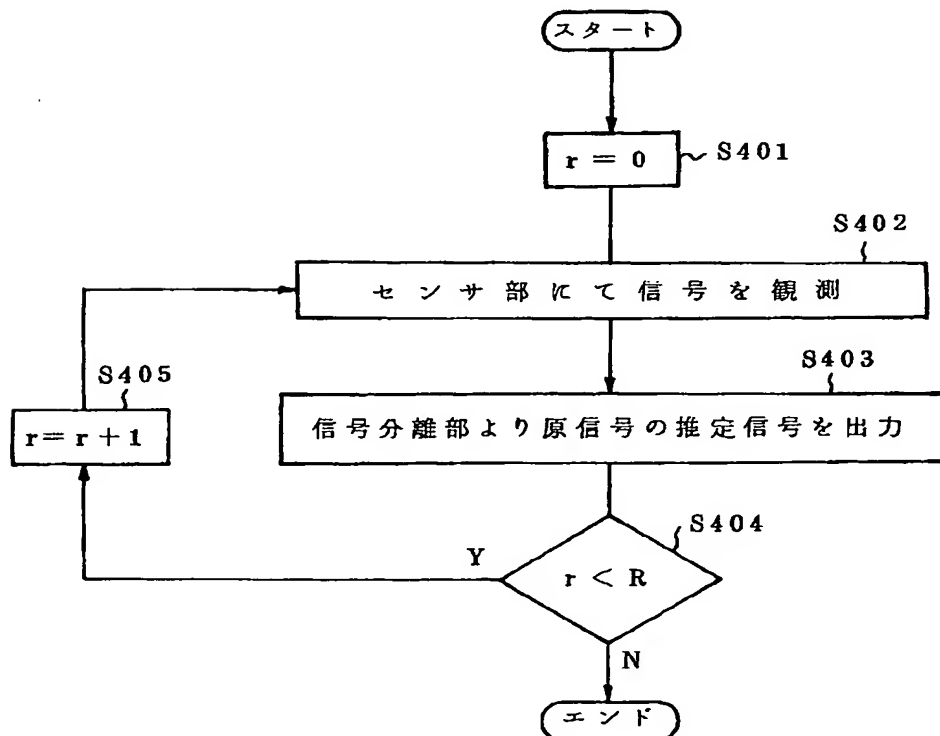 スタート
r = 0
S401
S402
センサ部にて信号を観測
S403
信号分離部より原信号の推定信号を出力
S405
r = r + 1
S404
Y
r < R
N
エンド